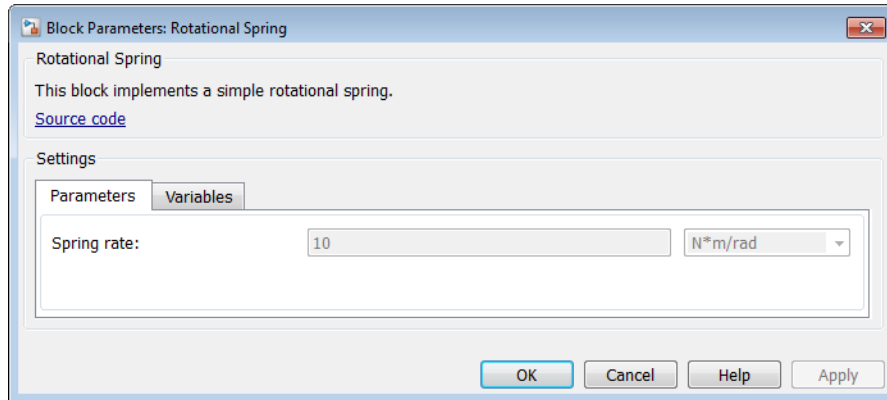 Block Parameters: Rotational Spring
Rotational Spring
This block implements a simple rotational spring.
Source code
Settings
Parameters Variables
Spring rate: 10 N*m/rad
OK Cancel Help Apply